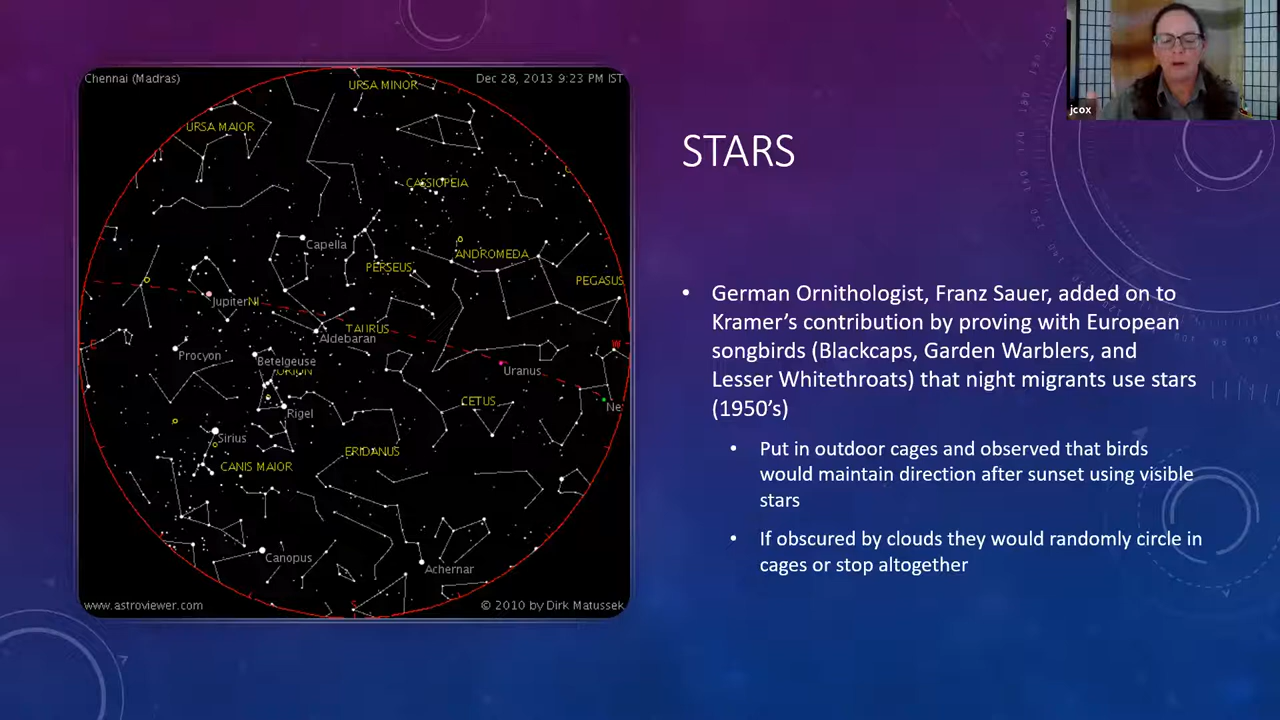 Chennai (Madras)
Dec 28, 2013 9:23 PM IST
URSA MINOR
URSA MAIOR
CASSIOPEIA
Capella
ANDROMEDA
PERSEUS
PEGASUS
JupiterNI
TAURUS
Aldebaran
E
W
Procyon
Betelgeuse
ORION
Uranus
Rigel
CETUS
Ne
Sirius
ERIDANUS
CANIS MAIOR
Canopus
Achernar
S
www.astroviewer.com
© 2010 by Dirk Matussek
jcox
STARS
• German Ornithologist, Franz Sauer, added on to
Kramer’s contribution by proving with European
songbirds (Blackcaps, Garden Warblers, and
Lesser Whitethroats) that night migrants use stars
(1950’s)
• Put in outdoor cages and observed that birds
would maintain direction after sunset using visible
stars
• If obscured by clouds they would randomly circle in
cages or stop altogether